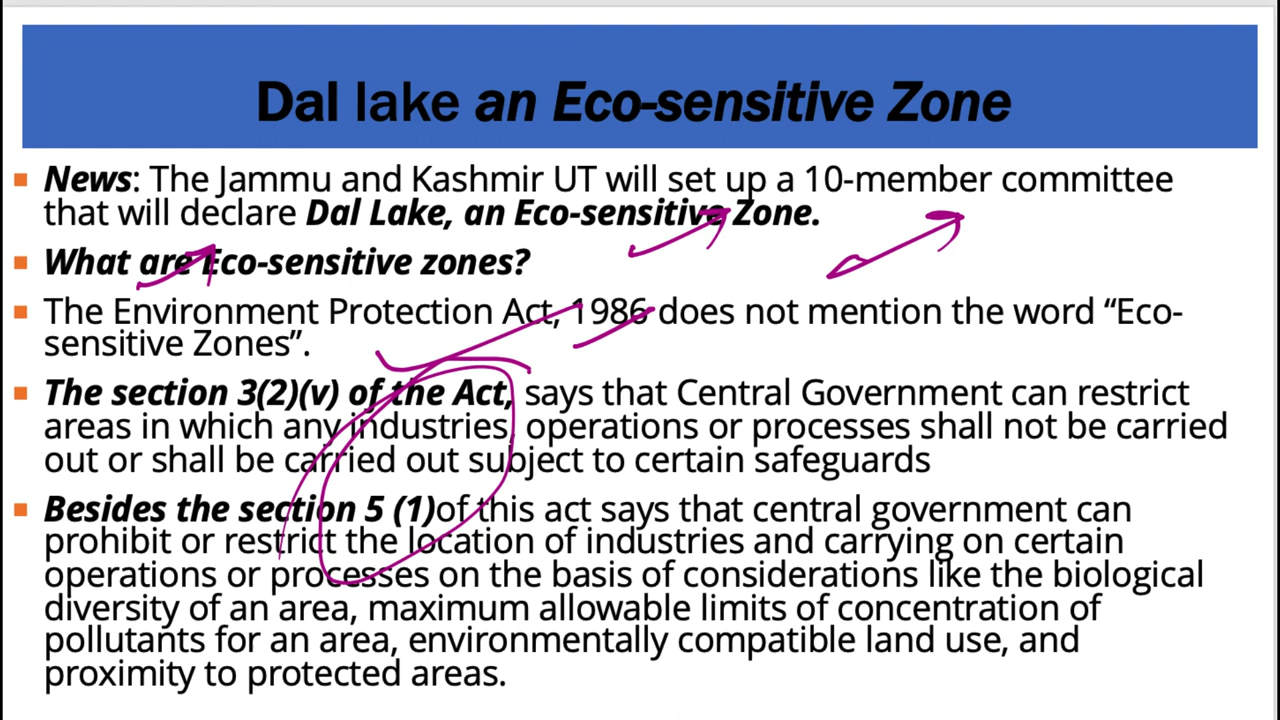 Dal lake an Eco-sensitive Zone
News: The Jammu and Kashmir UT will set up a 10-member committee
that will declare Dal Lake, an Eco-sensitive Zone.
What are Eco-sensitive zones?
The Environment Protection Act, 1986 does not mention the word “Eco-
sensitive Zones”.
The section 3(2)(v) of the Act, says that Central Government can restrict
areas in which any industries, operations or processes shall not be carried
out or shall be carried out subject to certain safeguards
Besides the section 5 (1)of this act says that central government can
prohibit or restrict the location of industries and carrying on certain
operations or processes on the basis of considerations like the biological
diversity of an area, maximum allowable limits of concentration of
pollutants for an area, environmentally compatible land use, and
proximity to protected areas.